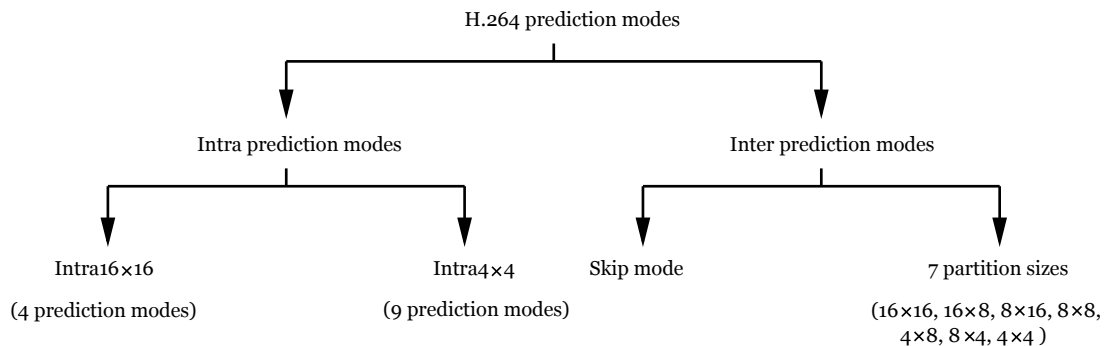 H.264 prediction modes
Intra prediction modes
Inter prediction modes
Intra16×16
Intra4×4
Skip mode
7 partition sizes
(4 prediction modes)
(9 prediction modes)
(16×16, 16×8, 8×16, 8×8,
4×8, 8×4, 4×4 )